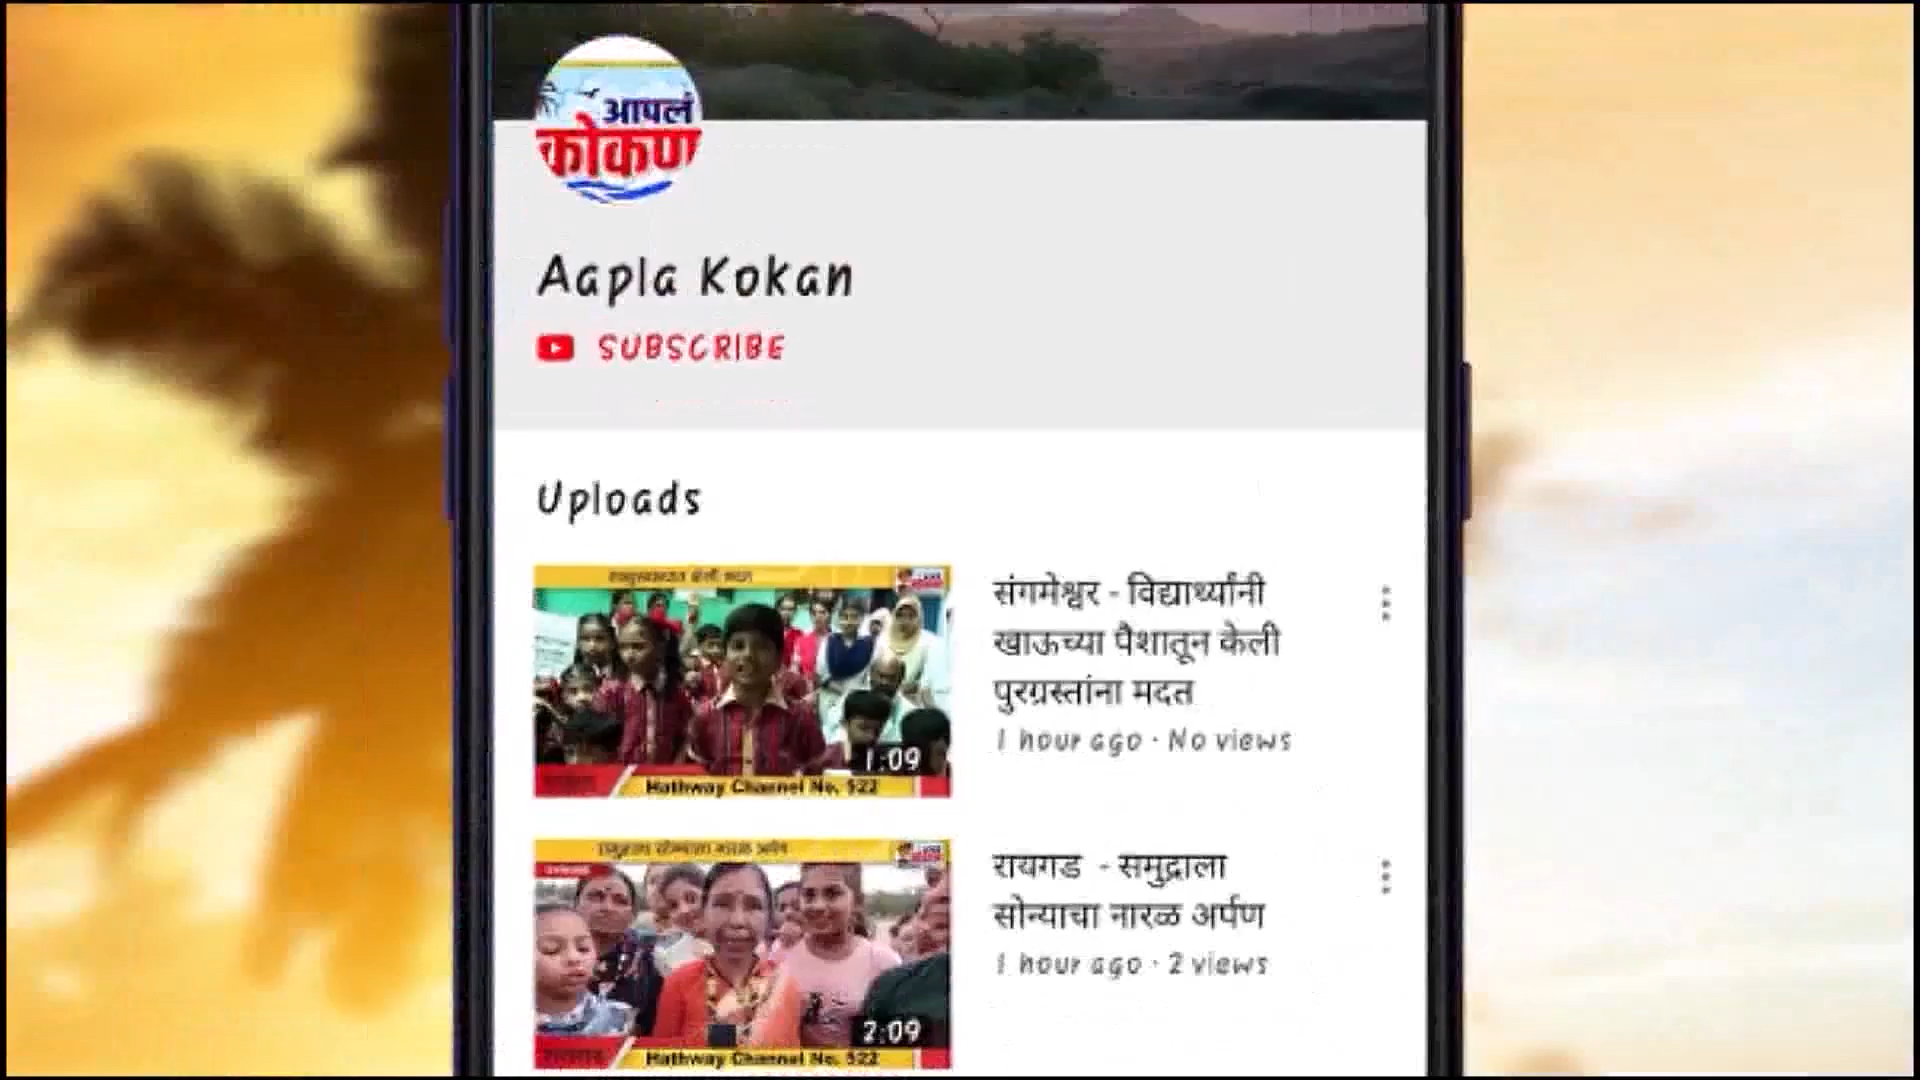 आपलं
कोकण
Aapla Kokan
SUBSCRIBE
Uploads
संगमेश्वर - विद्यार्थ्यांनी
खाऊच्या पैशातून केली
पुरग्रस्तांना मदत
1 hour ago · No views
1:09
Hathway Channel No. 522
रायगड - समुद्राला
सोन्याचा नारळ अर्पण
1 hour ago · 2 views
2:09
Hathway Channel No. 522